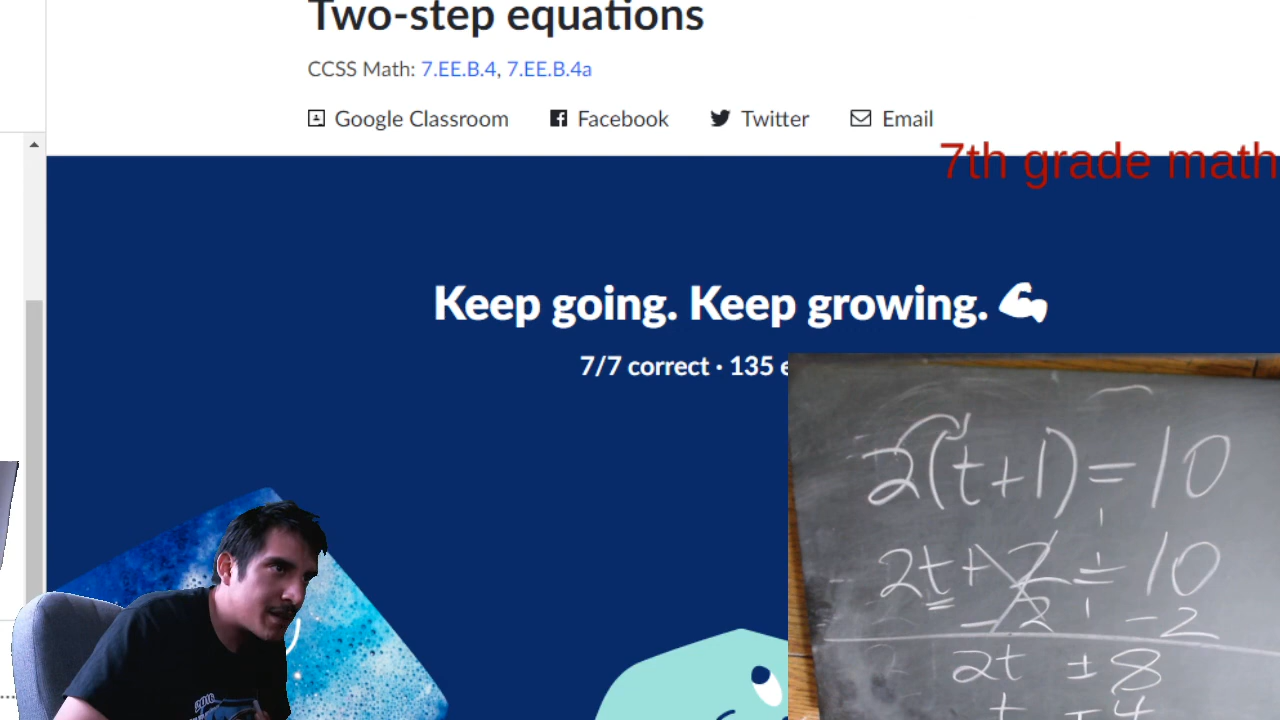 Two-step equations
CCSS Math: 7.EE.B.4, 7.EE.B.4a
Google Classroom Facebook Twitter Email
7th grade math
Keep going. Keep growing. 💪
7/7 correct · 135 e
2(t+1)=10
2t+2=10
-2 -2
2t = 8
t = 4